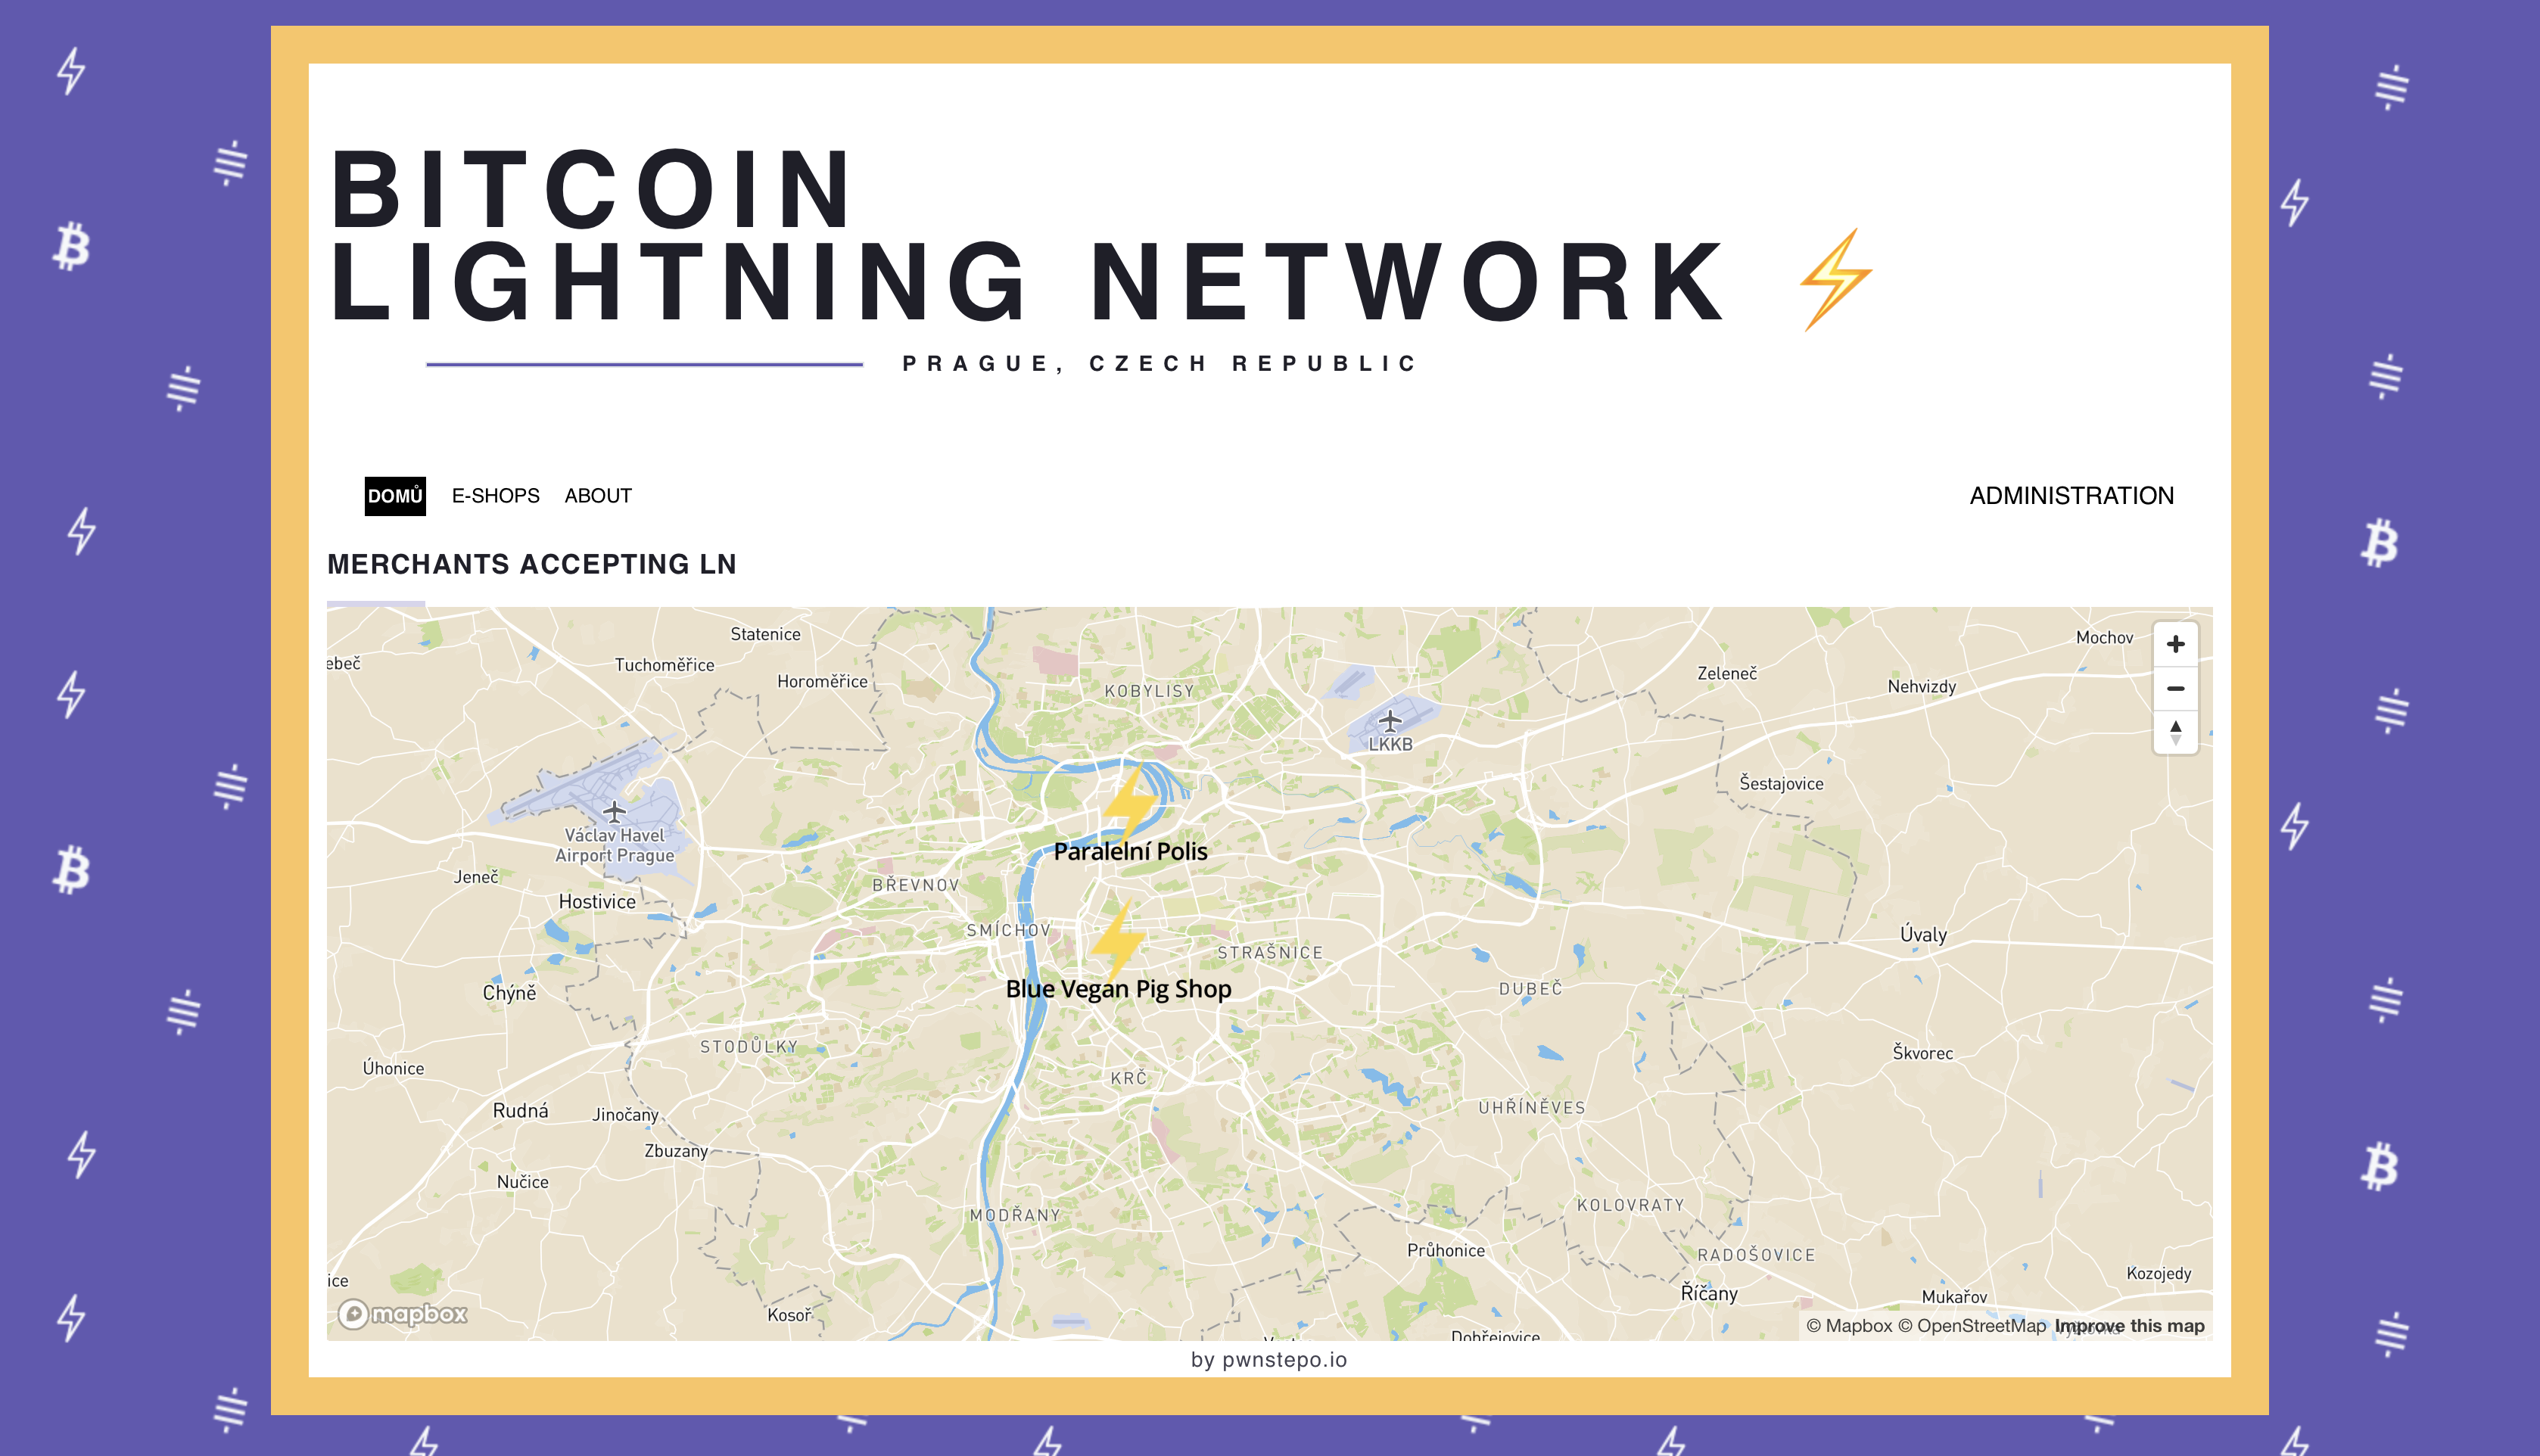 BITCOIN
LIGHTNING NETWORK
PRAGUE, CZECH REPUBLIC
DOMŮ E-SHOPS ABOUT ADMINISTRATION
MERCHANTS ACCEPTING LN
Statenice
Mochov
ebeč
Tuchoměřice
Zeleneč
Horoměřice
Nehvizdy
KOBYLISY
LKKB
Šestajovice
Václav Havel
Airport Prague
Paralelní Polis
Jeneč
BŘEVNOV
Hostivice
SMÍCHOV
Úvaly
STRAŠNICE
Blue Vegan Pig Shop
DUBEČ
Chýně
STODŮLKY
Škvorec
Úhonice
KRČ
Rudná
Jinočany
UHŘÍNĚVES
Zbuzany
Nučice
KOLOVRATY
MODŘANY
Průhonice
RADOŠOVICE
ice
Kozojedy
Říčany
Mukařov
mapbox
Kosoř
© Mapbox © OpenStreetMap Improve this map
Dobřejovice
by pwnstepo.io